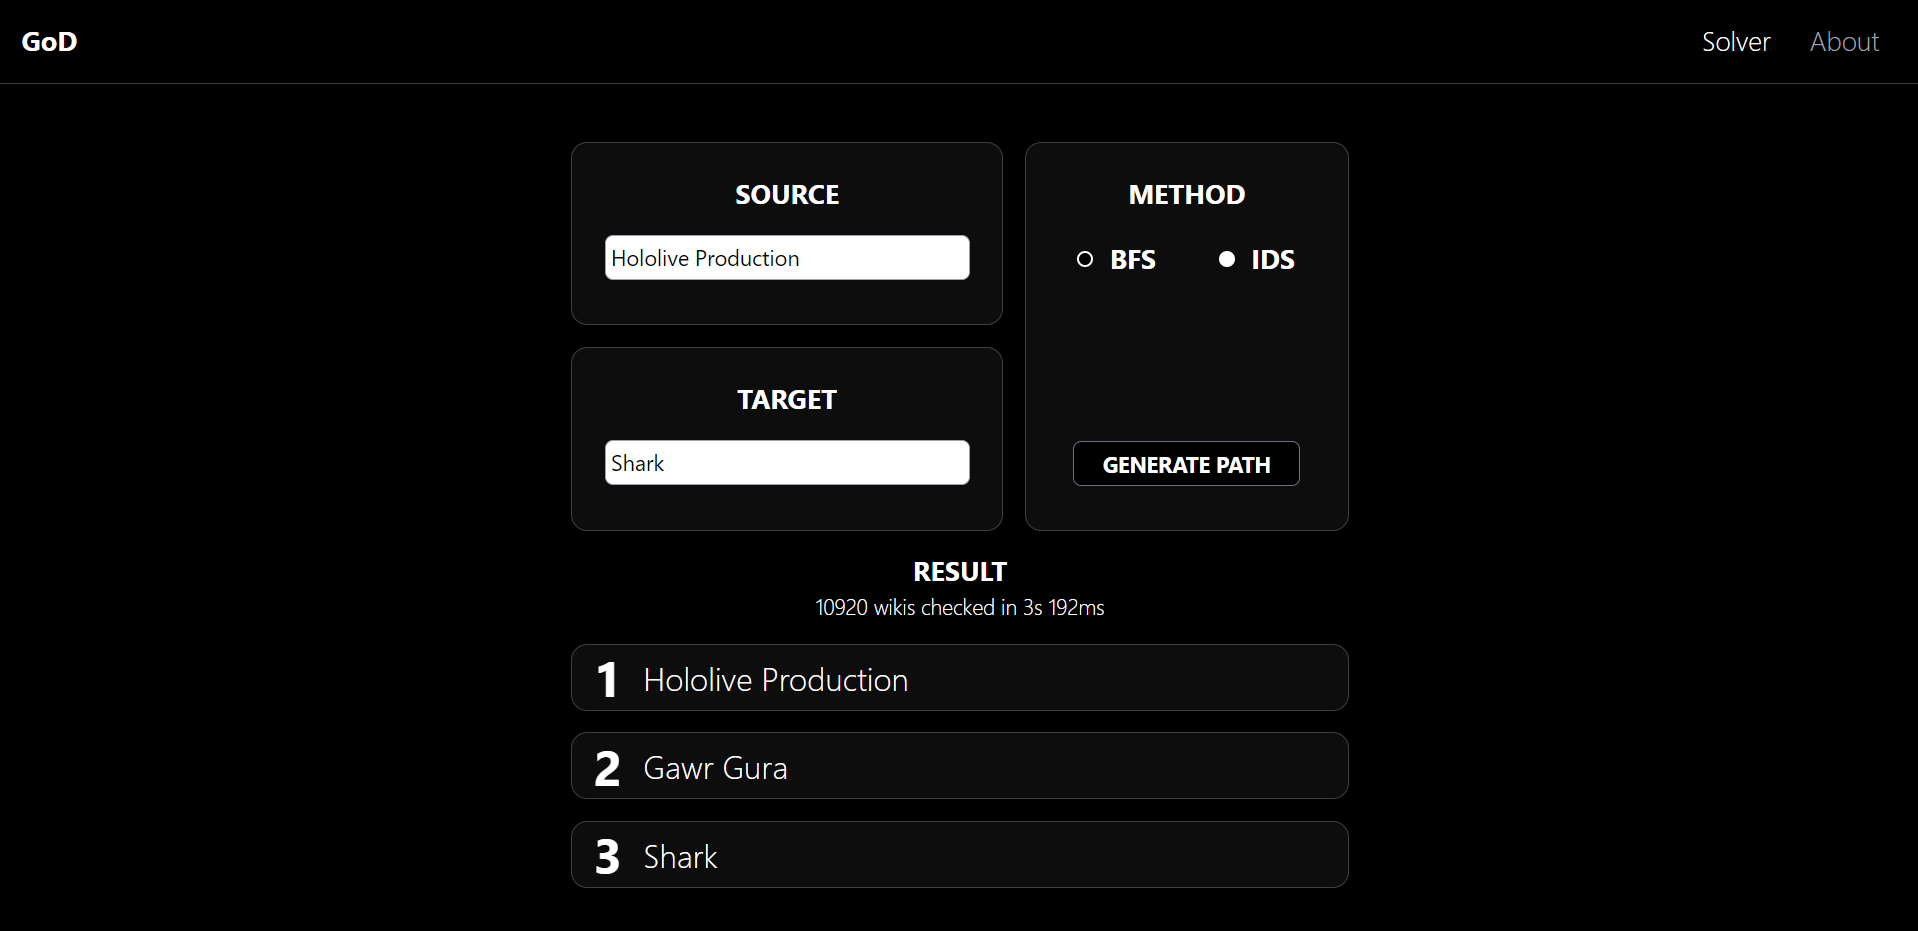 GoD
Solver About
SOURCE
Hololive Production
METHOD
BFS IDS
TARGET
Shark
GENERATE PATH
RESULT
10920 wikis checked in 3s 192ms
1 Hololive Production
2 Gawr Gura
3 Shark